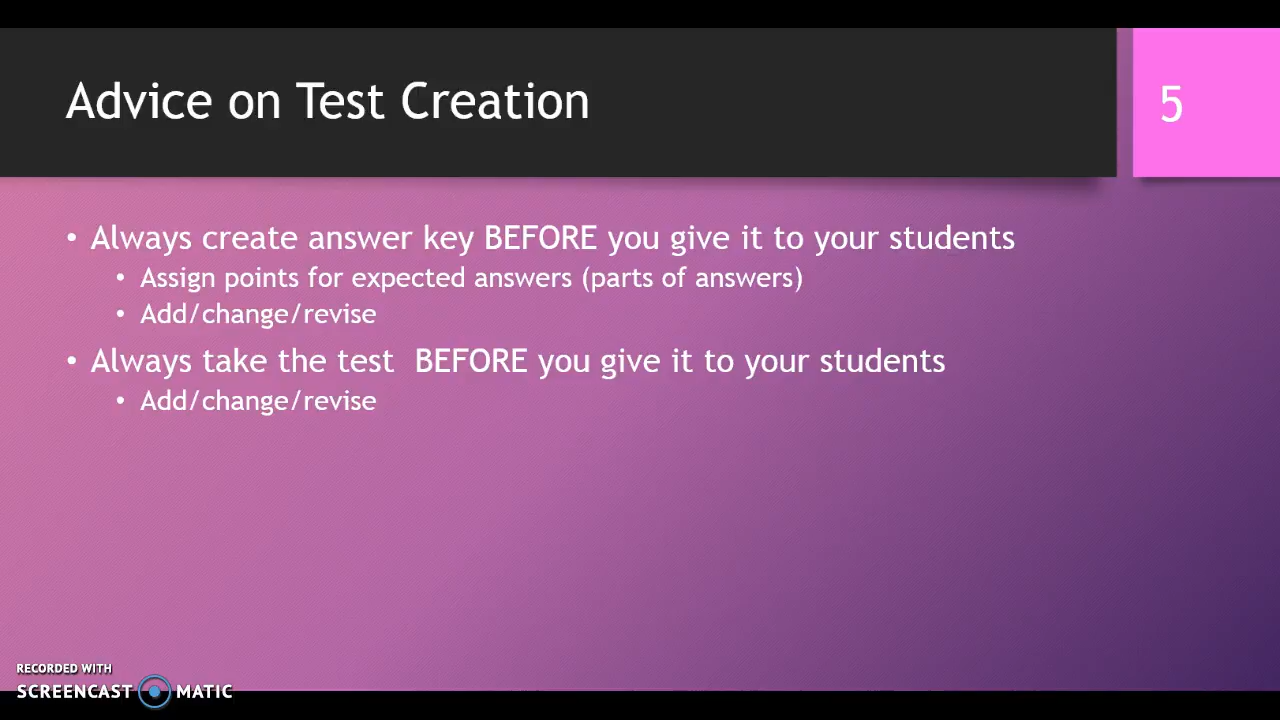 Advice on Test Creation
5
• Always create answer key BEFORE you give it to your students
• Assign points for expected answers (parts of answers)
• Add/change/revise
• Always take the test  BEFORE you give it to your students
• Add/change/revise
RECORDED WITH
SCREENCAST MATIC